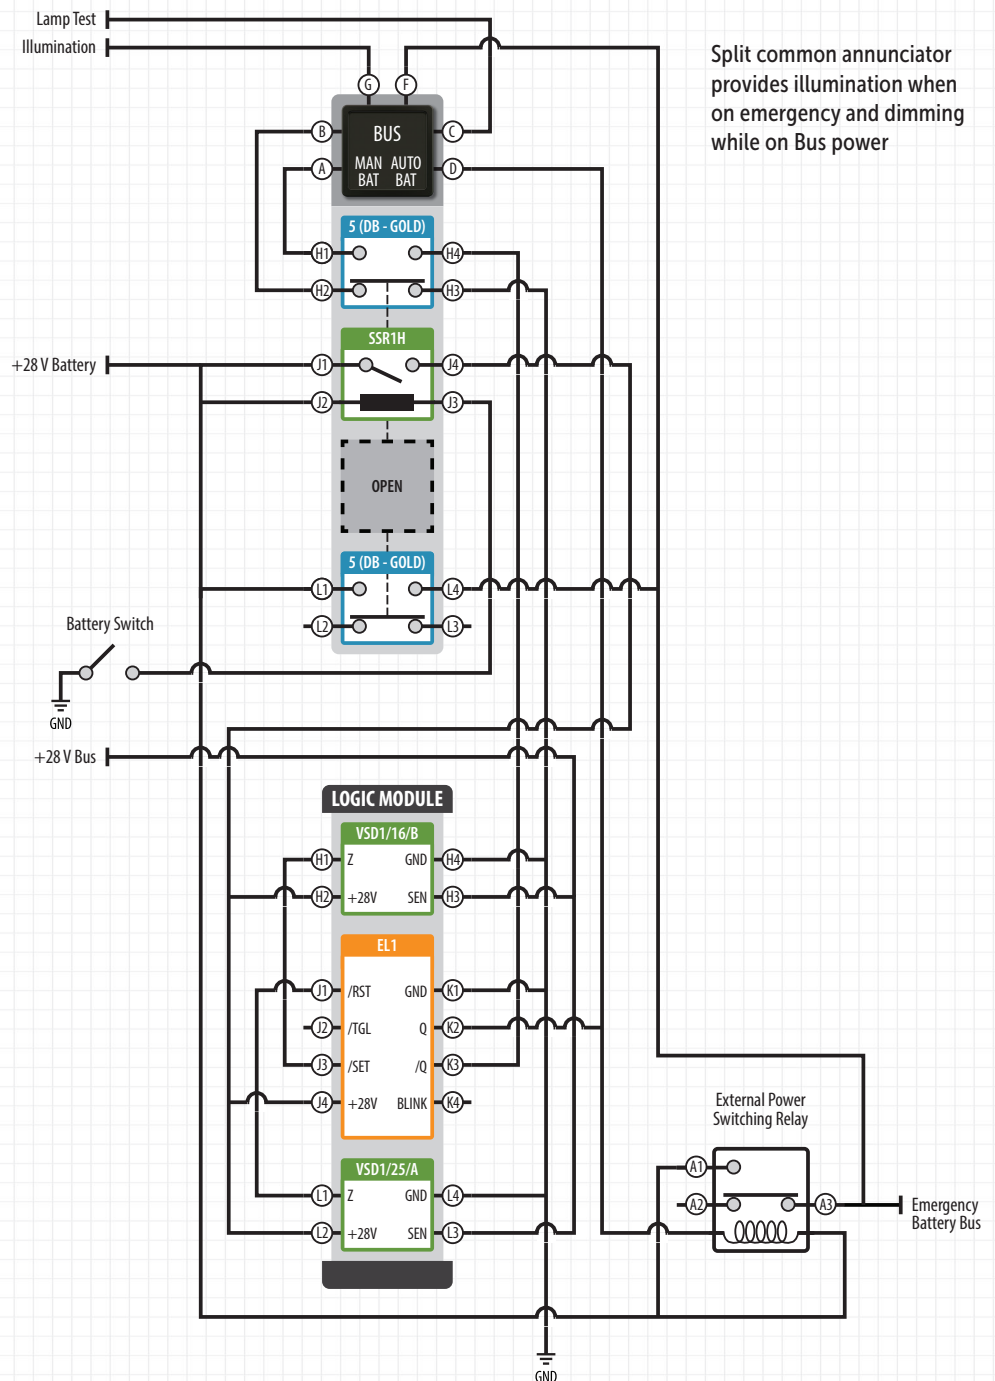 Lamp Test
Illumination
Split common annunciator
provides illumination when
on emergency and dimming
while on Bus power
G
F
B
BUS
C
A
MAN
BAT
AUTO
BAT
D
5 (DB - GOLD)
H1
H4
H2
H3
SSR1H
+28 V Battery
J1
J4
J2
J3
OPEN
5 (DB - GOLD)
L1
L4
L2
L3
Battery Switch
GND
+28 V Bus
LOGIC MODULE
VSD1/16/B
H1
Z
GND
H4
H2
+28V
SEN
H3
EL1
J1
/RST
GND
K1
J2
/TGL
Q
K2
J3
/SET
/Q
K3
J4
+28V
BLINK
K4
VSD1/25/A
L1
Z
GND
L4
L2
+28V
SEN
L3
External Power
Switching Relay
A1
A2
A3
Emergency
Battery Bus
GND